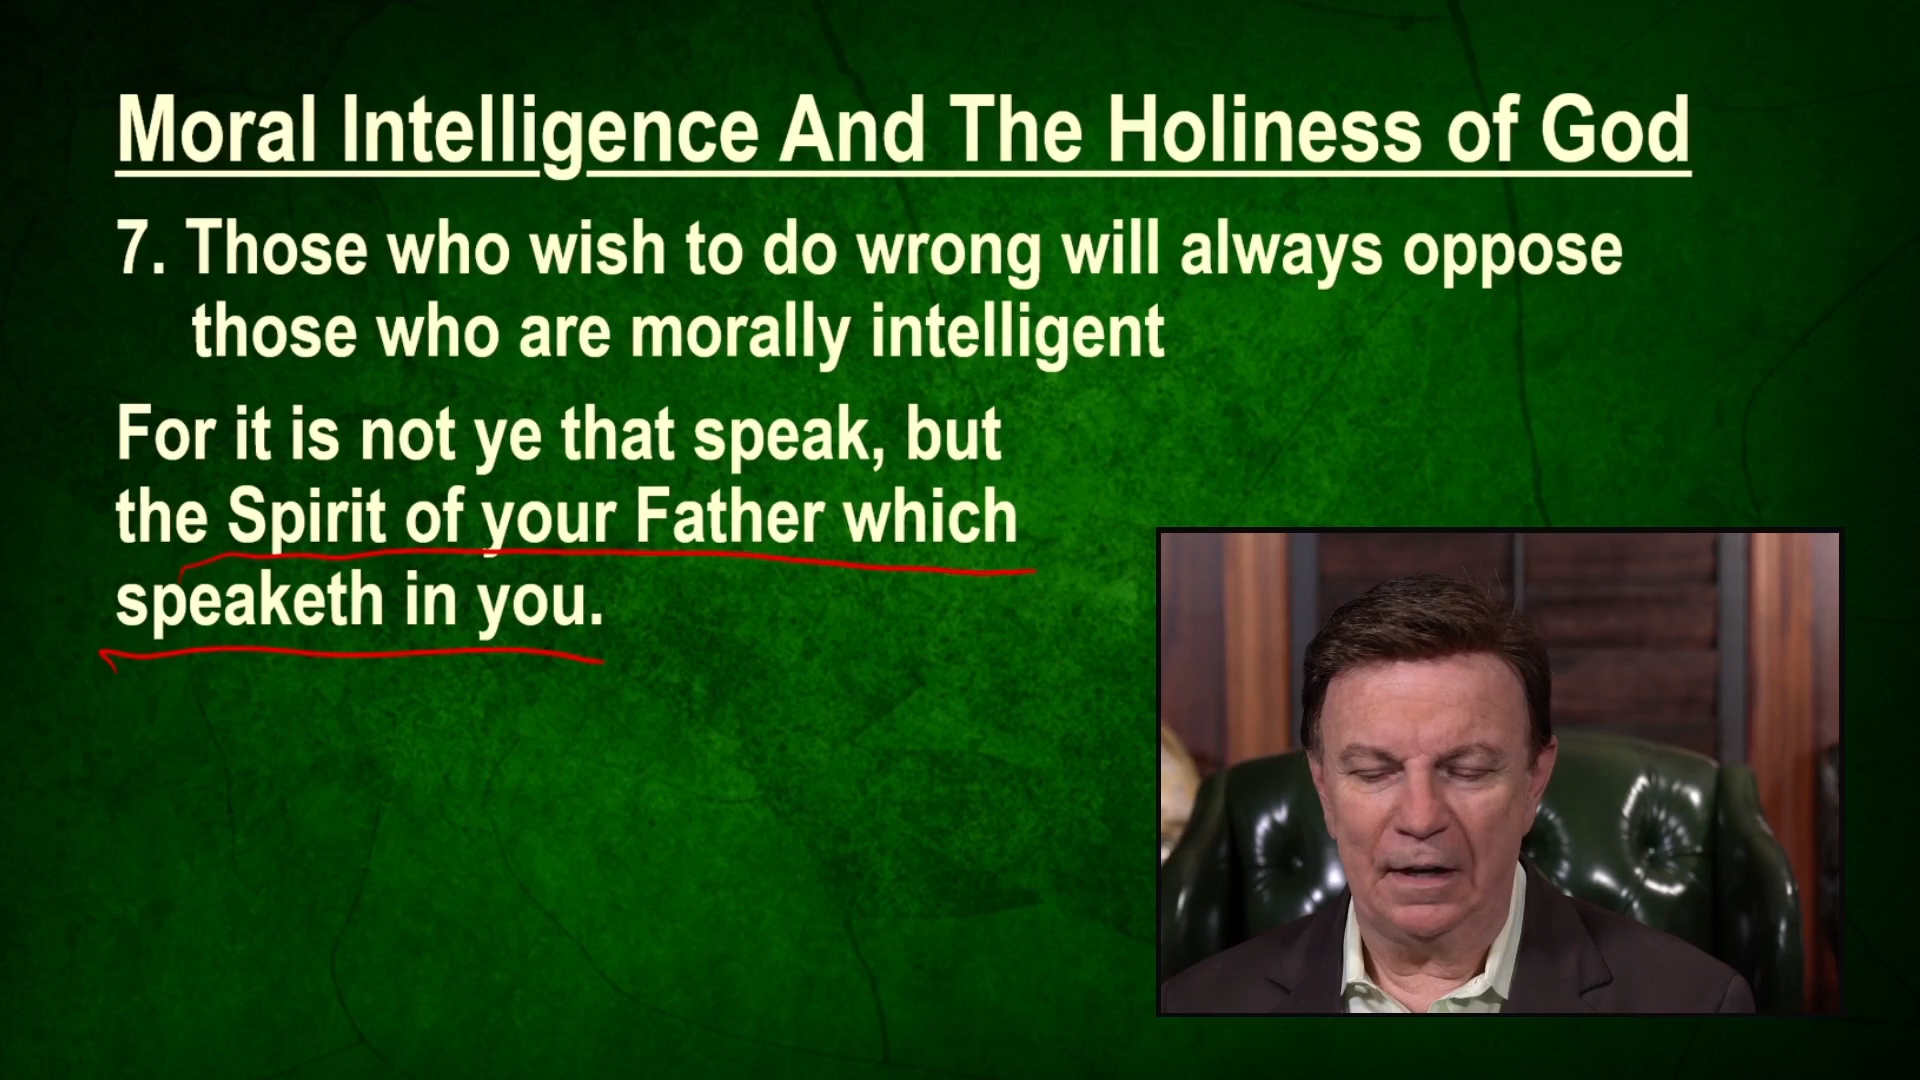 Moral Intelligence And The Holiness of God
7. Those who wish to do wrong will always oppose
those who are morally intelligent
For it is not ye that speak, but
the Spirit of your Father which
speaketh in you.